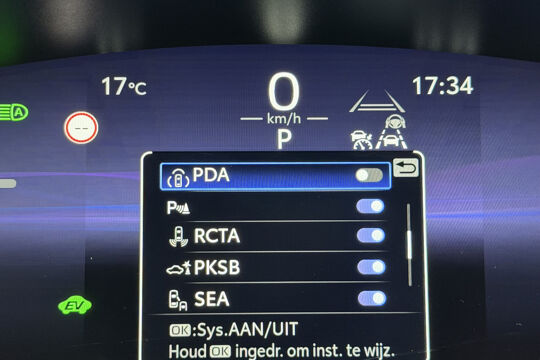 17°C
0
17:34
km/h
A
--
P
PDA
P
RCTA
PKSB
EV
SEA
OK:Sys.AAN/UIT
Houd OK ingedr. om inst. te wijz.